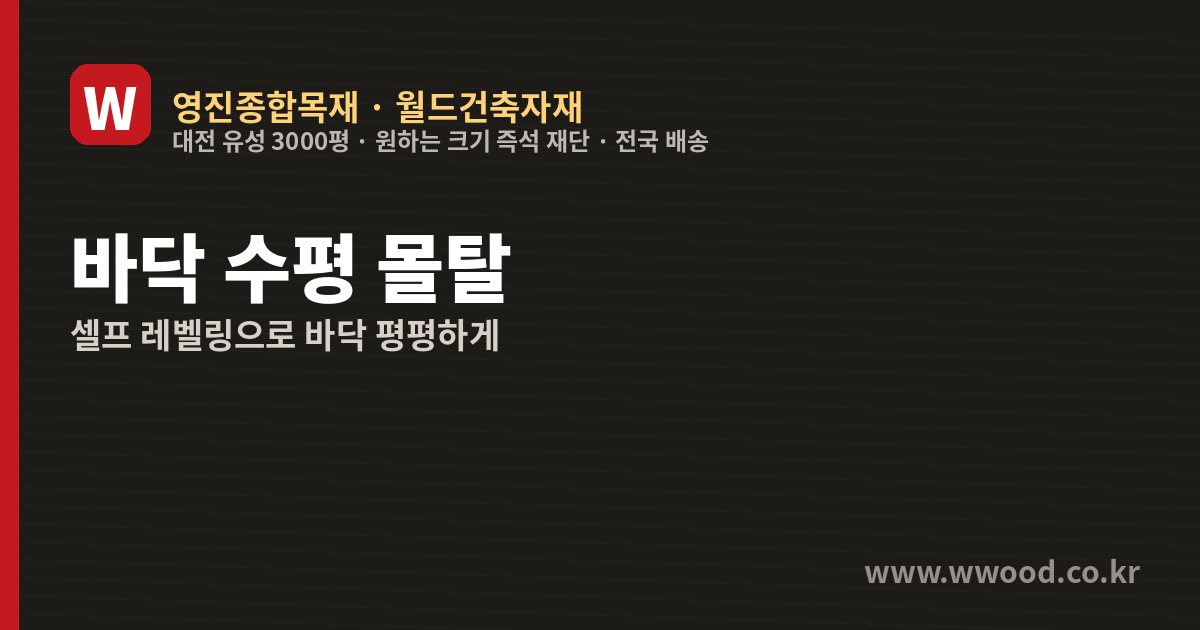 W
영진종합목재 · 월드건축자재
대전 유성 3000평 · 원하는 크기 즉석 재단 · 전국 배송
바닥 수평 몰탈
셀프 레벨링으로 바닥 평평하게
www.wwood.co.kr